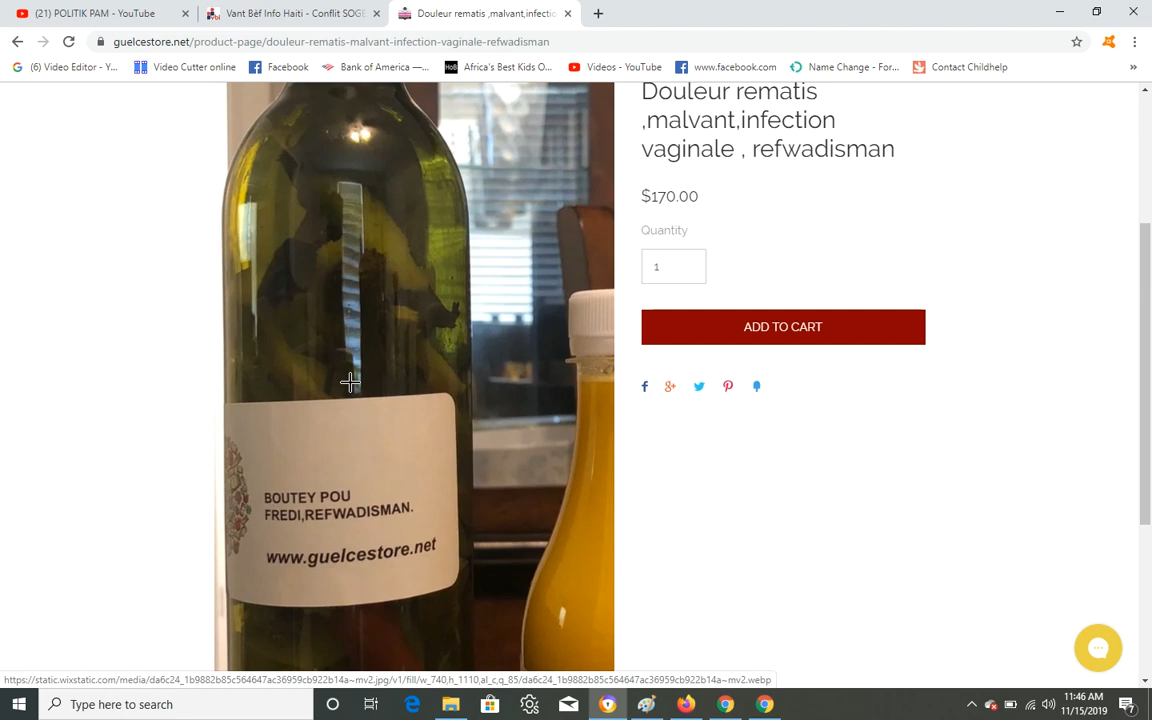 (21) POLITIK PAM - YouTube
Vant Bèf Info Haiti - Conflit SOGE
Douleur rematis ,malvant,infectio
guelcestore.net/product-page/douleur-rematis-malvant-infection-vaginale-refwadisman
(6) Video Editor - Y...
Video Cutter online
Facebook
Bank of America —...
HoB
Africa's Best Kids O...
Videos - YouTube
www.facebook.com
Name Change - For...
Contact Childhelp
Douleur rematis
,malvant,infection
vaginale , refwadisman
$170.00
Quantity
1
ADD TO CART
BOUTEY POU
FREDI,REFWADISMAN.
www.guelcestore.net
https://static.wixstatic.com/media/da6c24_1b9882b85c564647ac36959cb922b14a~mv2.jpg/v1/fill/w_740,h_1110,al_c,q_85/da6c24_1b9882b85c564647ac36959cb922b14a~mv2.webp
Type here to search
11:46 AM
11/15/2019
7